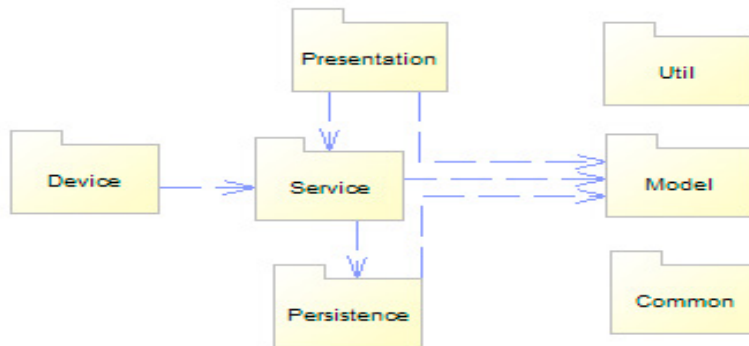 Presentation
Util
Device
Service
Model
Persistence
Common